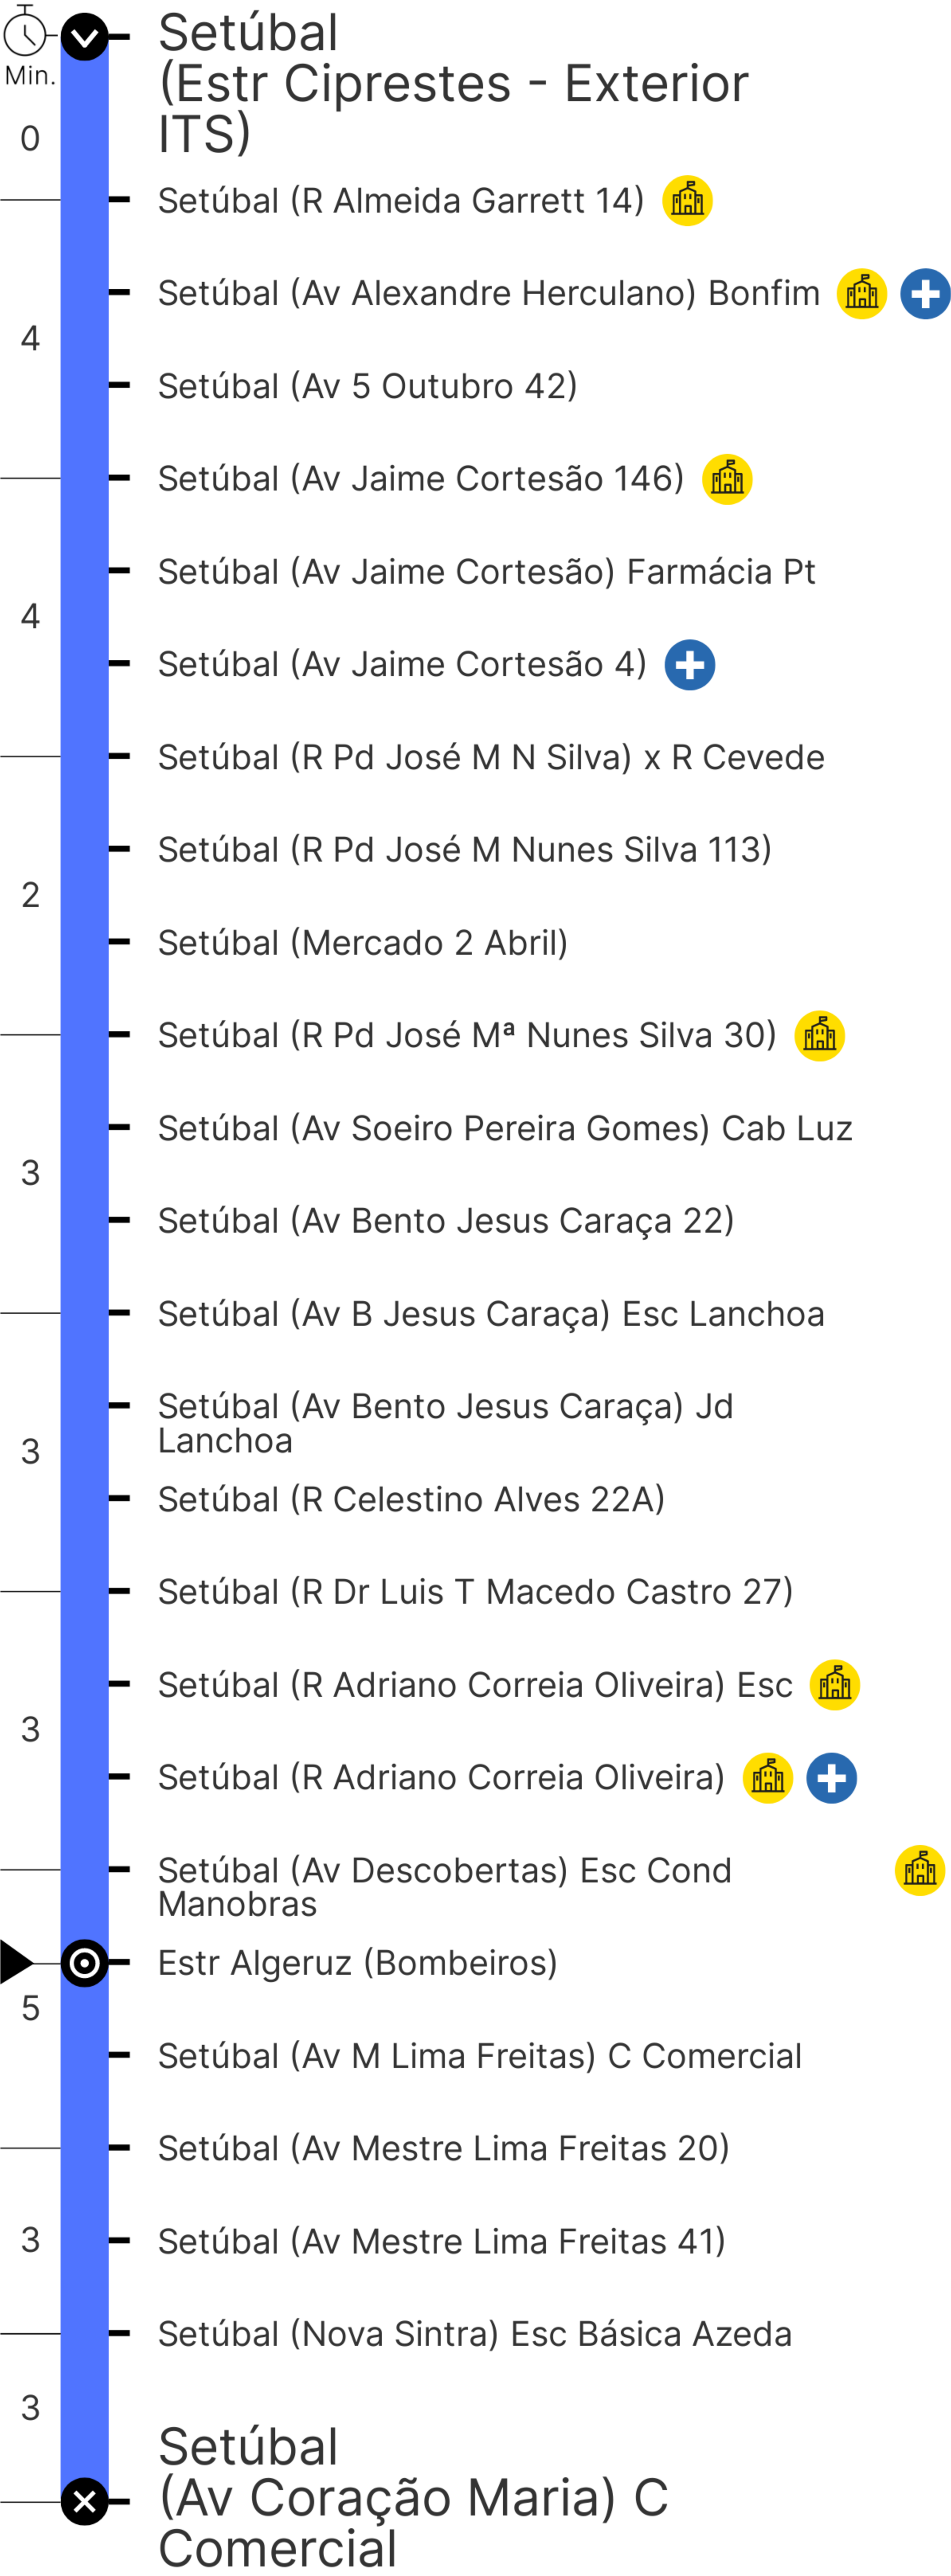 Setúbal
(Estr Ciprestes - Exterior
ITS)
Min.
0
Setúbal (R Almeida Garrett 14)
Setúbal (Av Alexandre Herculano) Bonfim
4
Setúbal (Av 5 Outubro 42)
Setúbal (Av Jaime Cortesão 146)
Setúbal (Av Jaime Cortesão) Farmácia Pt
4
Setúbal (Av Jaime Cortesão 4)
Setúbal (R Pd José M N Silva) x R Cevede
Setúbal (R Pd José M Nunes Silva 113)
2
Setúbal (Mercado 2 Abril)
Setúbal (R Pd José Mª Nunes Silva 30)
Setúbal (Av Soeiro Pereira Gomes) Cab Luz
3
Setúbal (Av Bento Jesus Caraça 22)
Setúbal (Av B Jesus Caraça) Esc Lanchoa
Setúbal (Av Bento Jesus Caraça) Jd
Lanchoa
3
Setúbal (R Celestino Alves 22A)
Setúbal (R Dr Luis T Macedo Castro 27)
Setúbal (R Adriano Correia Oliveira) Esc
3
Setúbal (R Adriano Correia Oliveira)
Setúbal (Av Descobertas) Esc Cond
Manobras
Estr Algeruz (Bombeiros)
5
Setúbal (Av M Lima Freitas) C Comercial
Setúbal (Av Mestre Lima Freitas 20)
3
Setúbal (Av Mestre Lima Freitas 41)
Setúbal (Nova Sintra) Esc Básica Azeda
3
Setúbal
(Av Coração Maria) C
Comercial